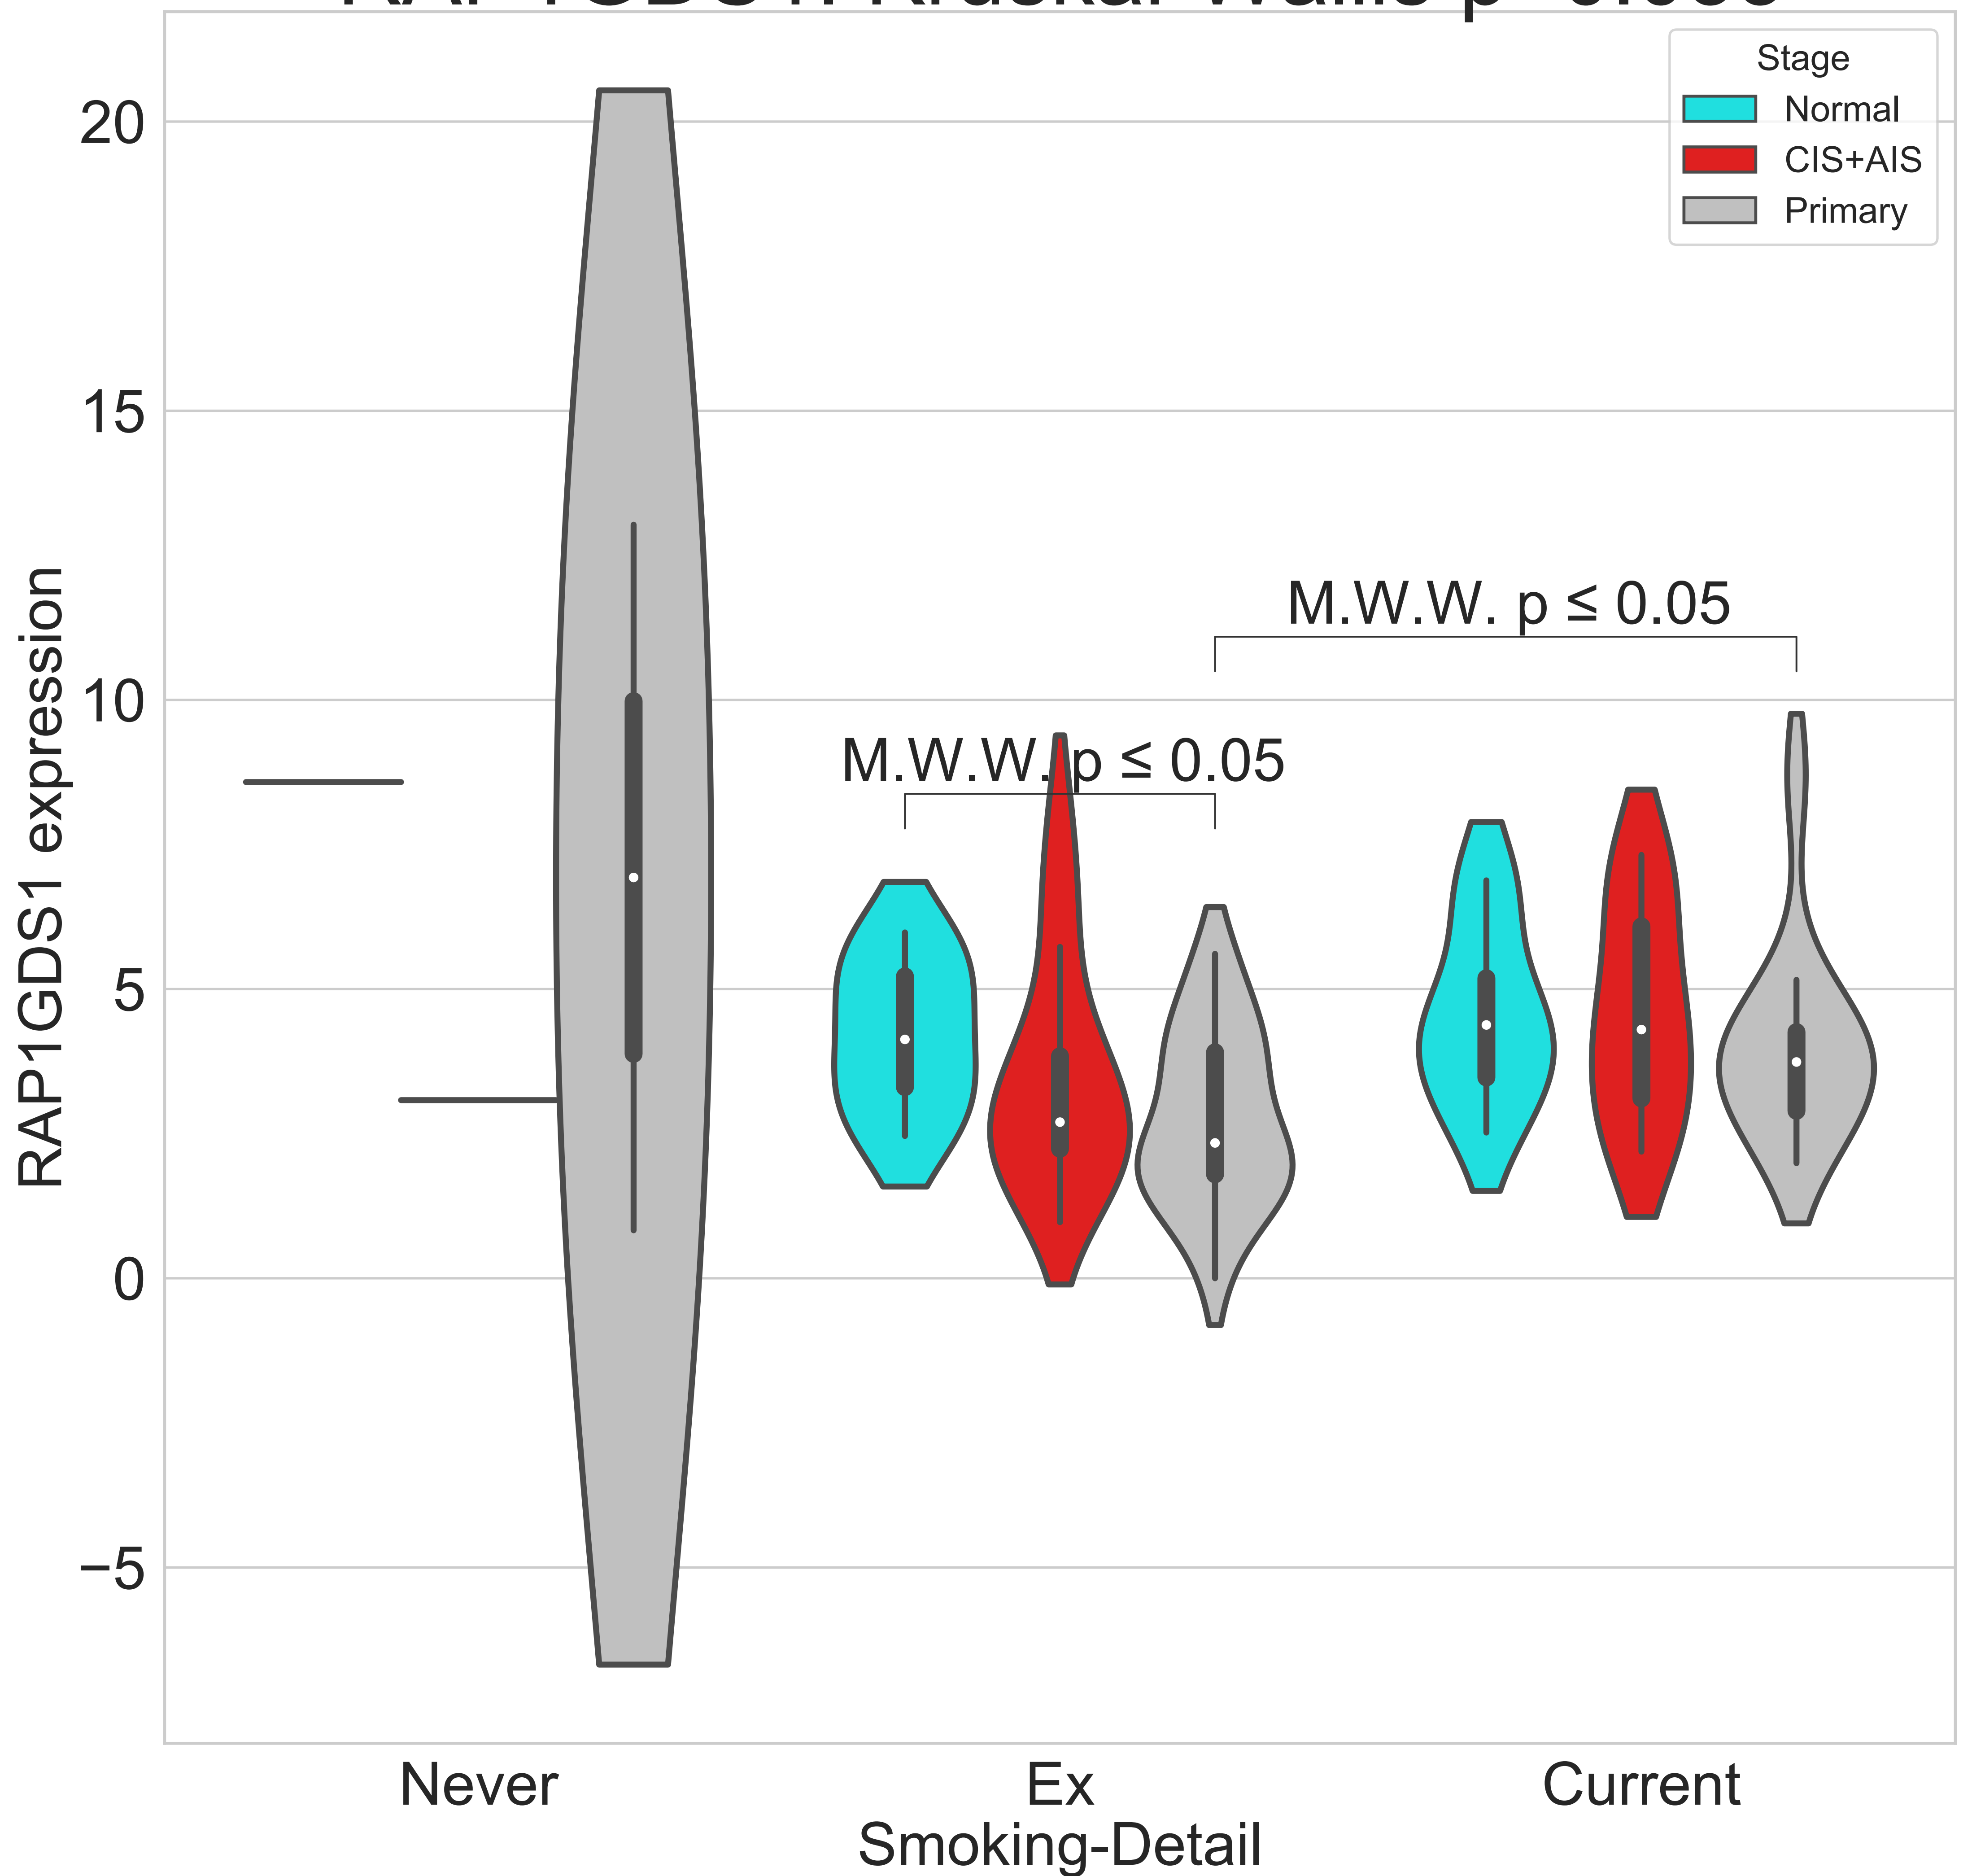 Stage
Normal
CIS+AIS
Primary
20
15
10
5
0
−5
RAP1GDS1 expression
M.W.W. p ≤ 0.05
M.W.W. p ≤ 0.05
Never
Ex
Current
Smoking-Detail